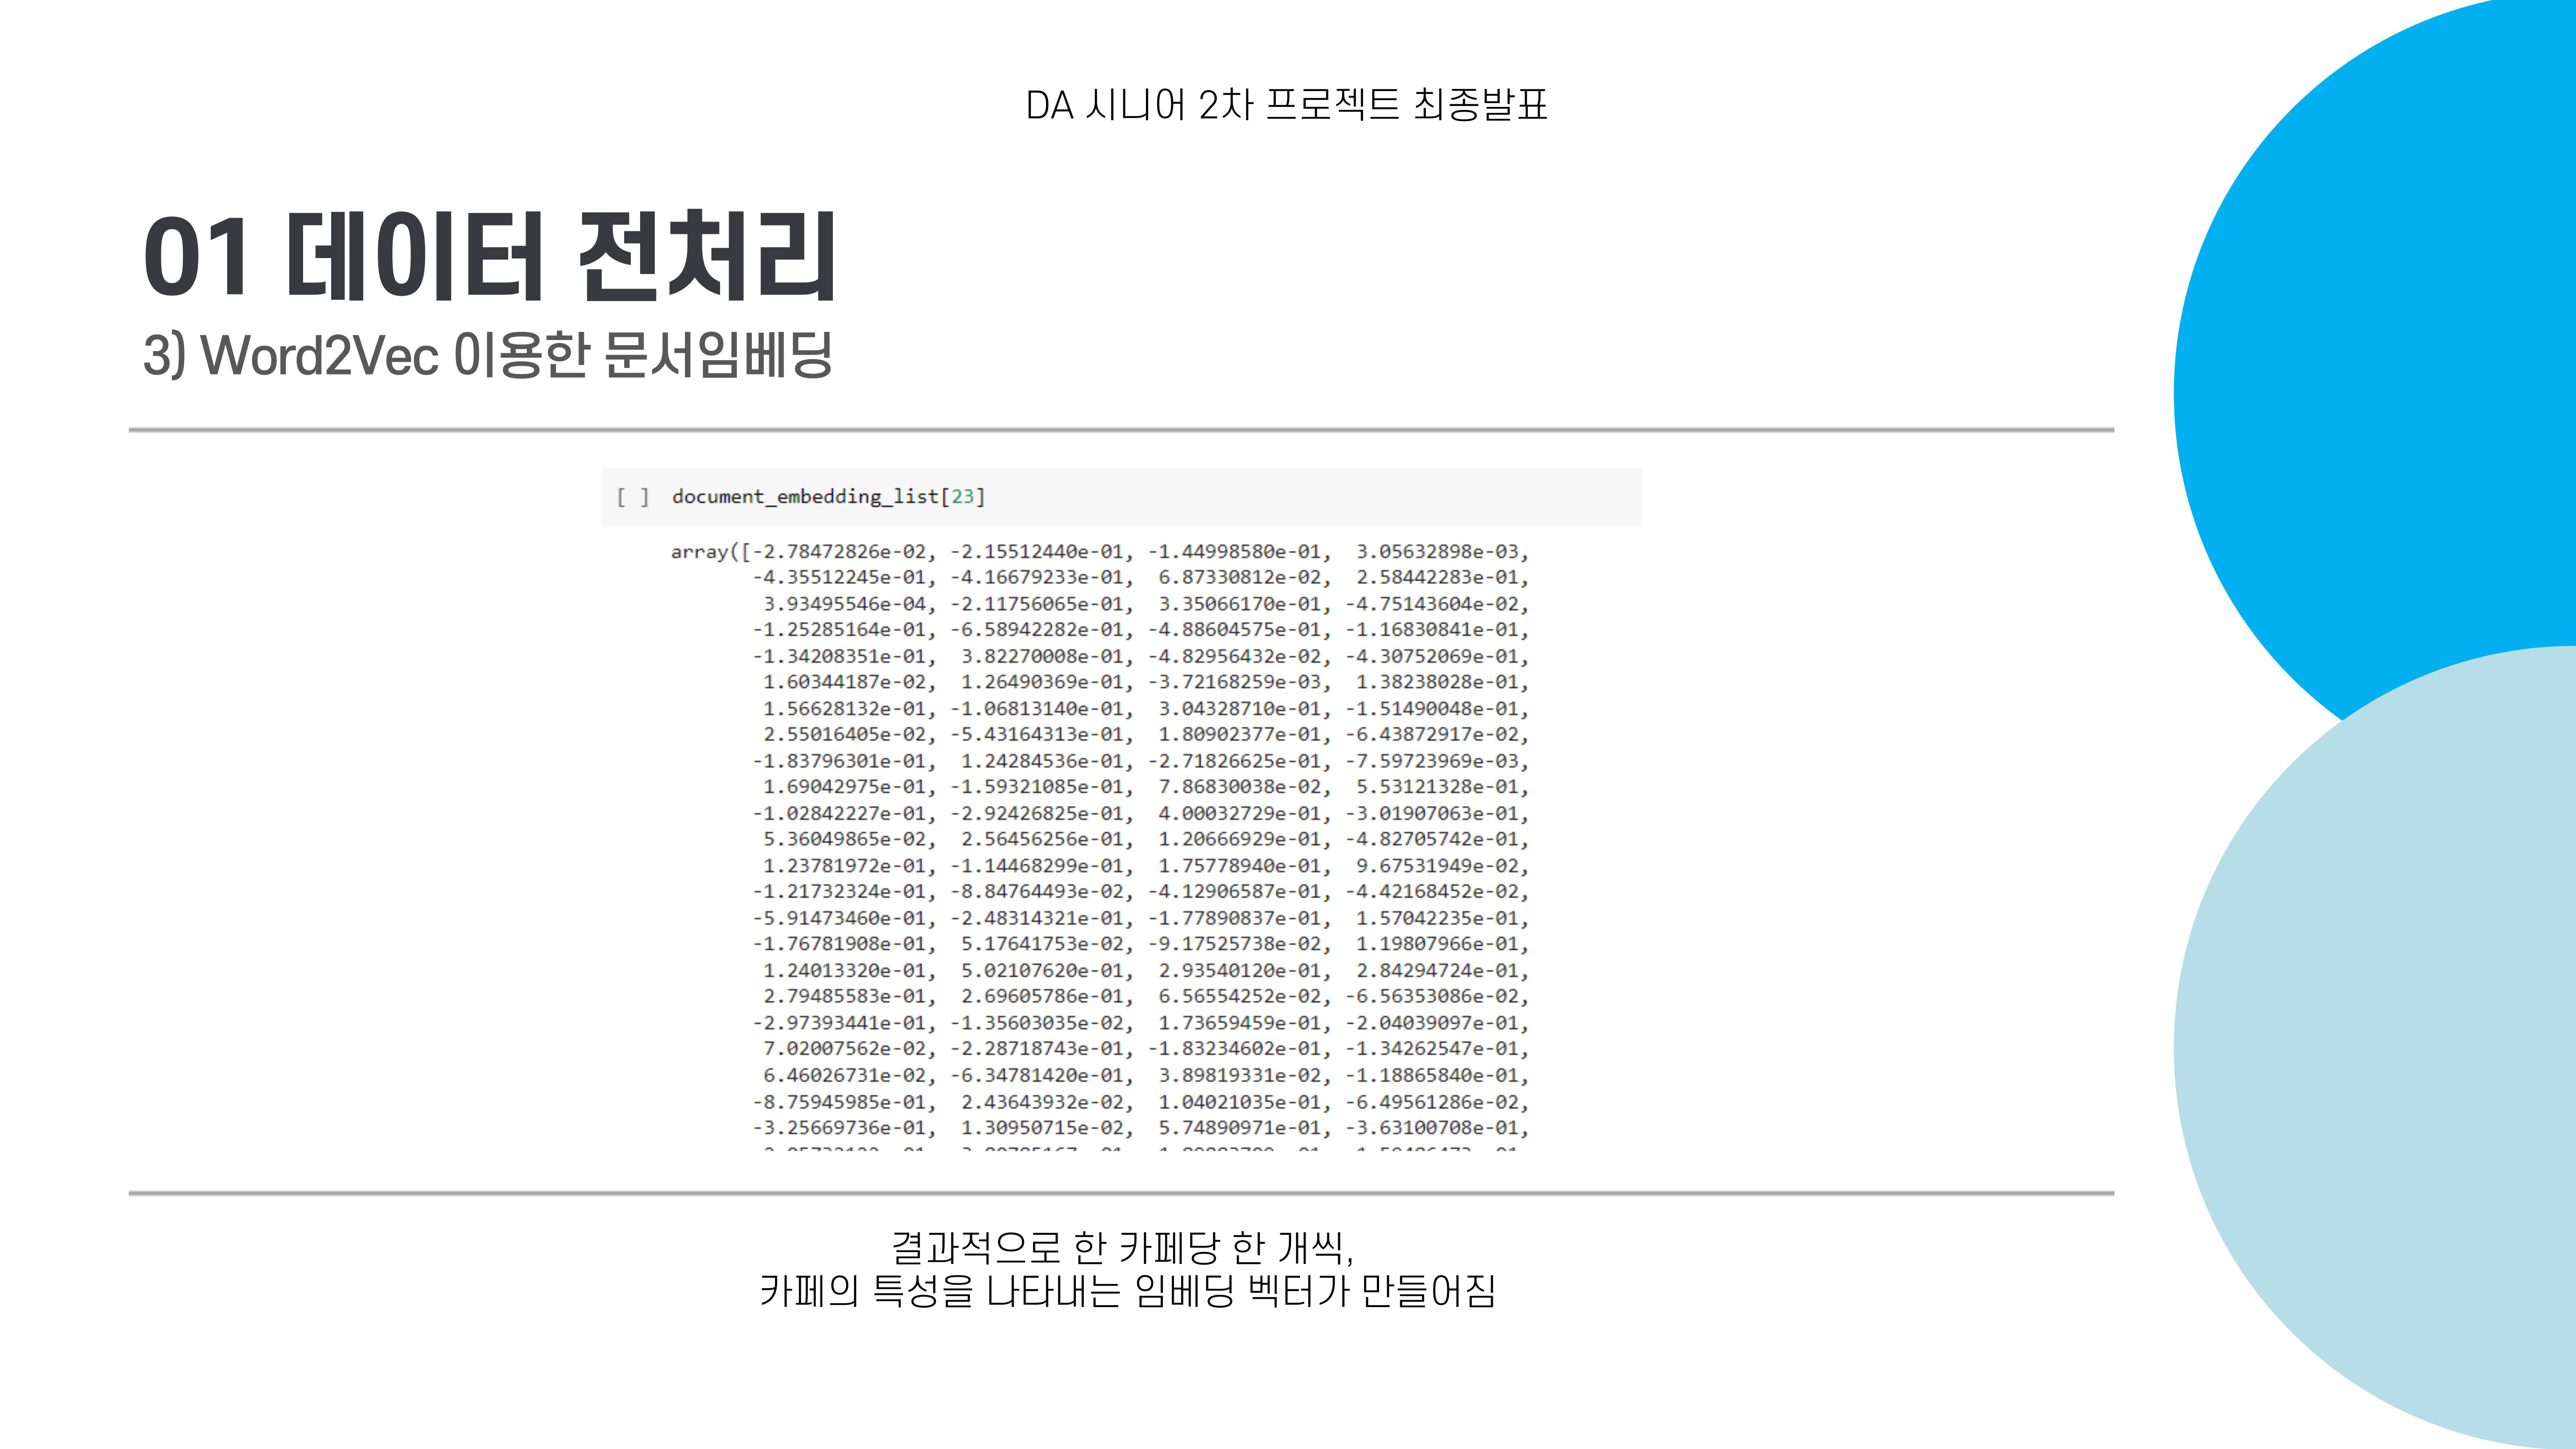 DA 시니어 2차 프로젝트 최종발표
01 데이터 전처리
3) Word2Vec 이용한 문서임베딩
[ ] document_embedding_list[23]
array([-2.78472826e-02, -2.15512440e-01, -1.44998580e-01, 3.05632898e-03,
-4.35512245e-01, -4.16679233e-01, 6.87330812e-02, 2.58442283e-01,
3.93495546e-04, -2.11756065e-01, 3.35066170e-01, -4.75143604e-02,
-1.25285164e-01, -6.58942282e-01, -4.88604575e-01, -1.16830841e-01,
-1.34208351e-01, 3.82270008e-01, -4.82956432e-02, -4.30752069e-01,
1.60344187e-02, 1.26490369e-01, -3.72168259e-03, 1.38238028e-01,
1.56628132e-01, -1.06813140e-01, 3.04328710e-01, -1.51490048e-01,
2.55016405e-02, -5.43164313e-01, 1.80902377e-01, -6.43872917e-02,
-1.83796301e-01, 1.24284536e-01, -2.71826625e-01, -7.59723969e-03,
1.69042975e-01, -1.59321085e-01, 7.86830038e-02, 5.53121328e-01,
-1.02842227e-01, -2.92426825e-01, 4.00032729e-01, -3.01907063e-01,
5.36049865e-02, 2.56456256e-01, 1.20666929e-01, -4.82705742e-01,
1.23781972e-01, -1.14468299e-01, 1.75778940e-01, 9.67531949e-02,
-1.21732324e-01, -8.84764493e-02, -4.12906587e-01, -4.42168452e-02,
-5.91473460e-01, -2.48314321e-01, -1.77890837e-01, 1.57042235e-01,
-1.76781908e-01, 5.17641753e-02, -9.17525738e-02, 1.19807966e-01,
1.24013320e-01, 5.02107620e-01, 2.93540120e-01, 2.84294724e-01,
2.79485583e-01, 2.69605786e-01, 6.56554252e-02, -6.56353086e-02,
-2.97393441e-01, -1.35603035e-02, 1.73659459e-01, -2.04039097e-01,
7.02007562e-02, -2.28718743e-01, -1.83234602e-01, -1.34262547e-01,
6.46026731e-02, -6.34781420e-01, 3.89819331e-02, -1.18865840e-01,
-8.75945985e-01, 2.43643932e-02, 1.04021035e-01, -6.49561286e-02,
-3.25669736e-01, 1.30950715e-02, 5.74890971e-01, -3.63100708e-01,
결과적으로 한 카페당 한 개씩,
카페의 특성을 나타내는 임베딩 벡터가 만들어짐